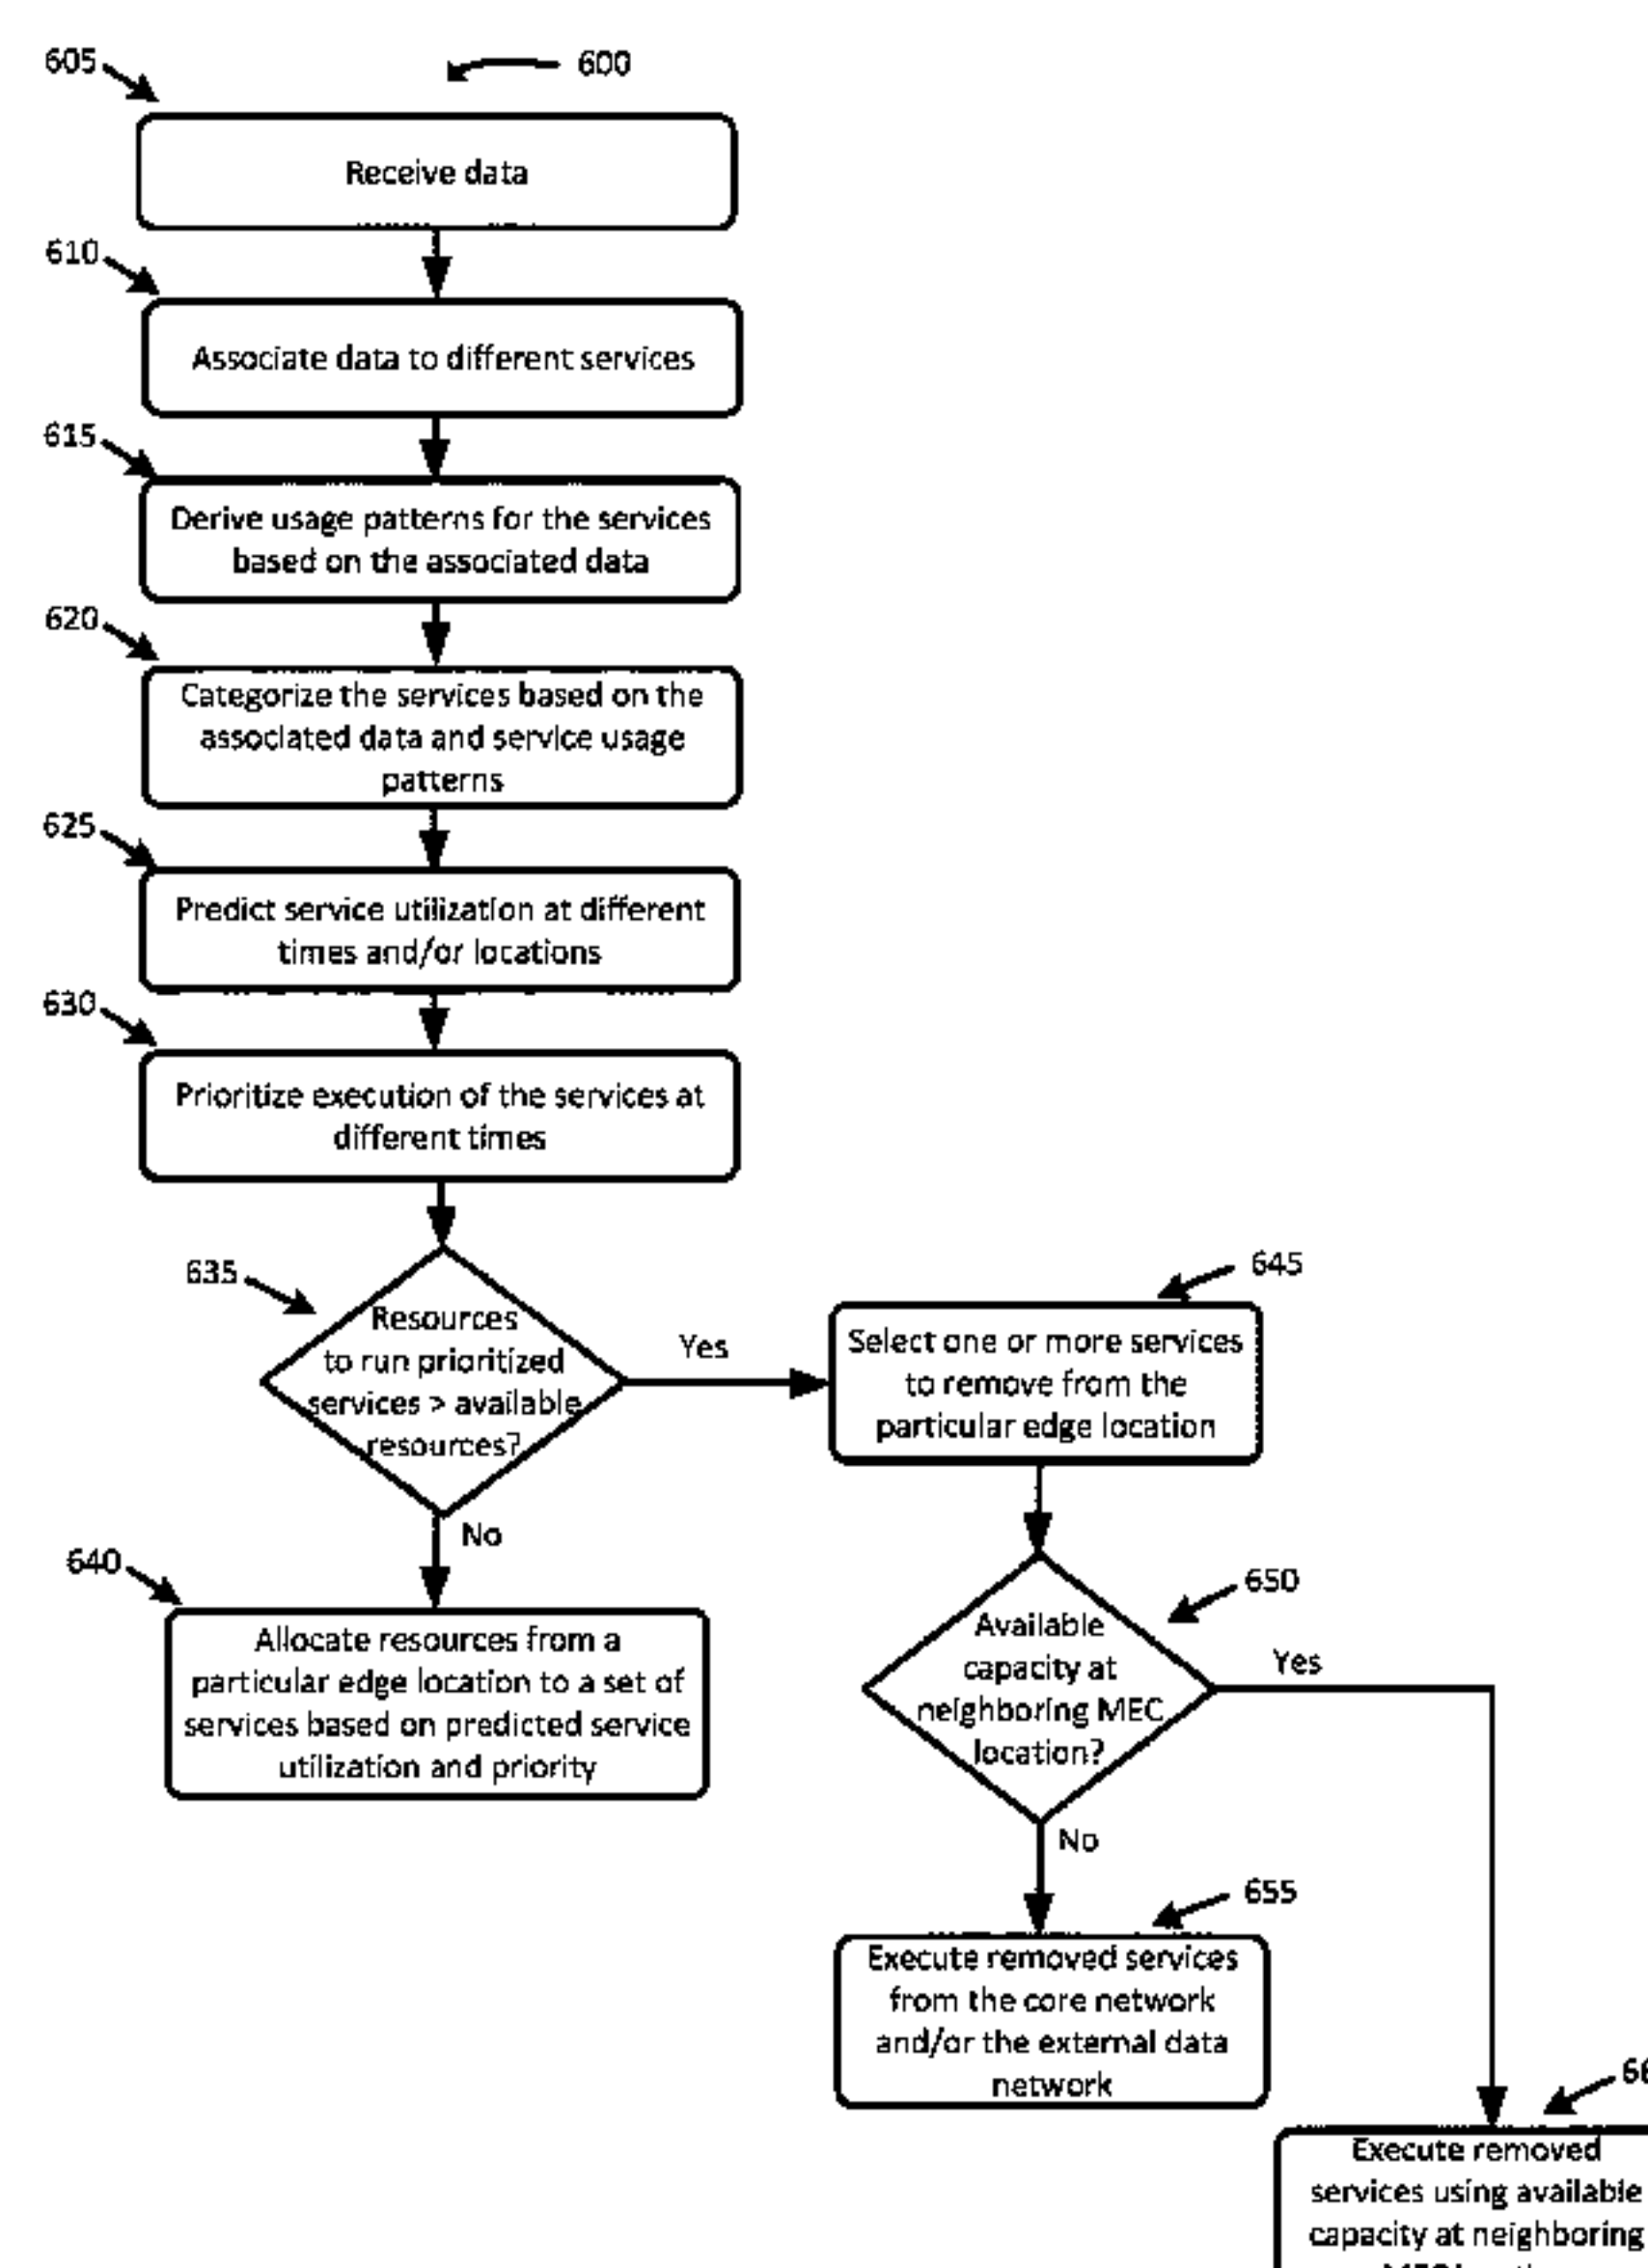 605
600
Receive data
610
Associate data to different services
615
Derive usage patterns for the services
based on the associated data
620
Categorize the services based on the
associated data and service usage
patterns
625
Predict service utilization at different
times and/or locations
630
Prioritize execution of the services at
different times
635
Resources
to run prioritized
services > available
resources?
Yes
No
640
Allocate resources from a
particular edge location to a set of
services based on predicted service
utilization and priority
645
Select one or more services
to remove from the
particular edge location
650
Available
capacity at
neighboring MEC
location?
Yes
No
655
Execute removed services
from the core network
and/or the external data
network
Execute removed
services using available
capacity at neighboring